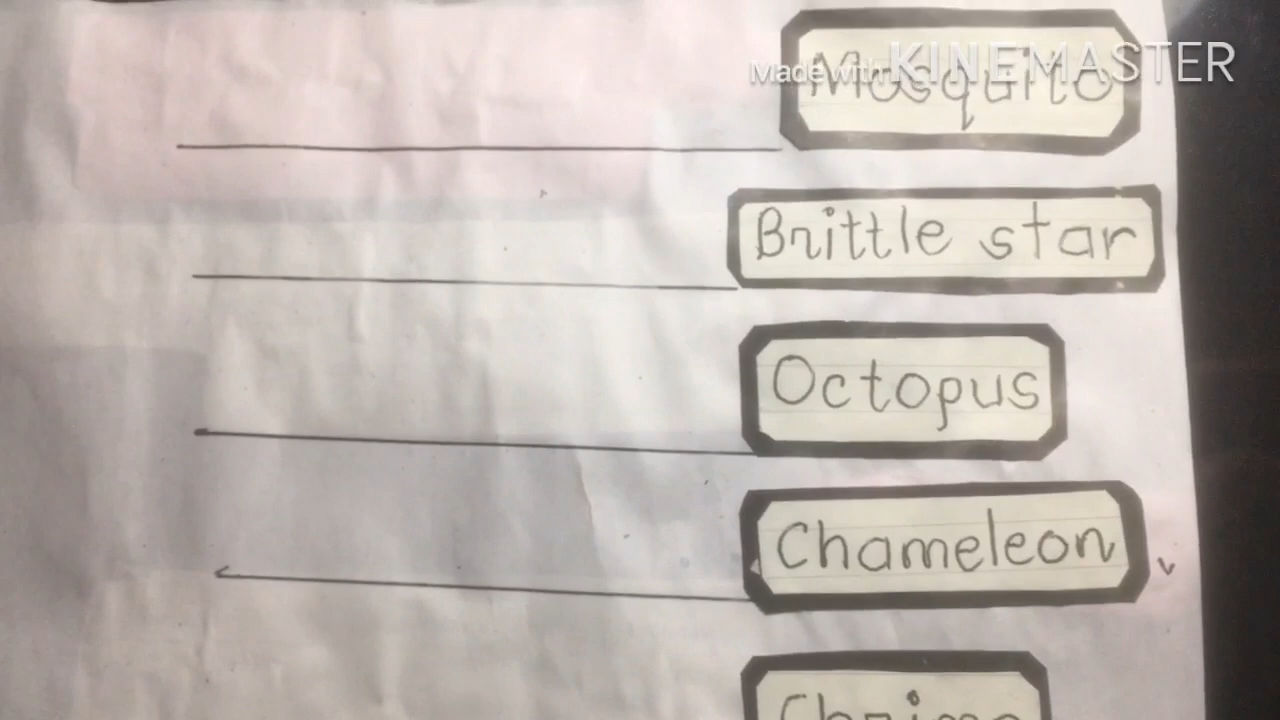 Made with KINEMASTER
Mosquito
Brittle star
Octopus
Chameleon